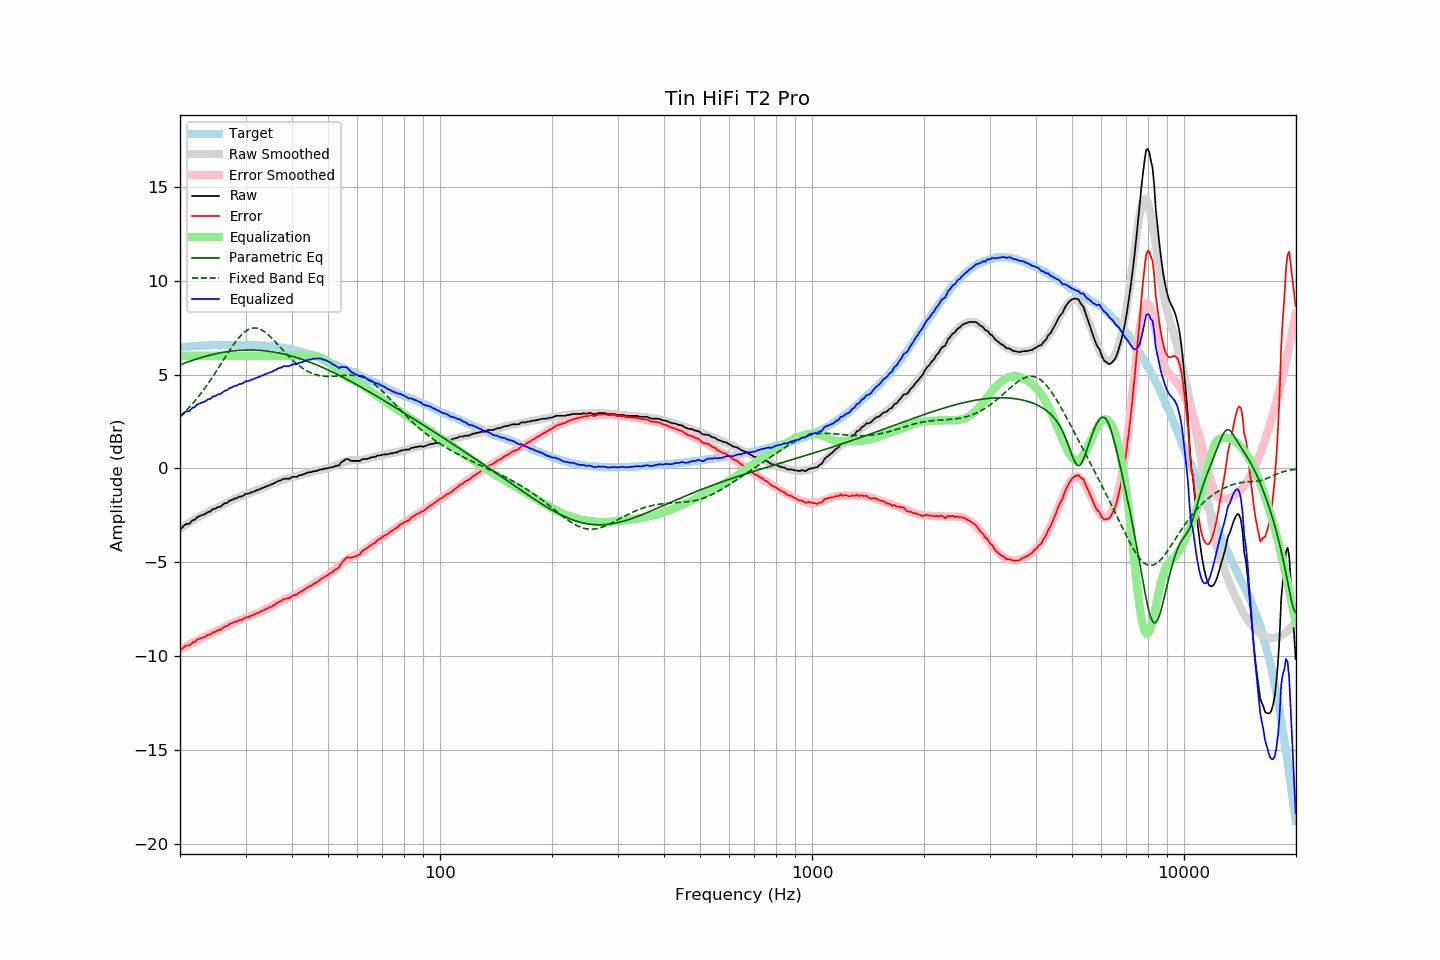 Tin HiFi T2 Pro
Target
Raw Smoothed
Error Smoothed
Raw
Error
Equalization
Parametric Eq
Fixed Band Eq
Equalized
15
10
5
0
−5
−10
−15
−20
Amplitude (dBr)
100
1000
10000
Frequency (Hz)